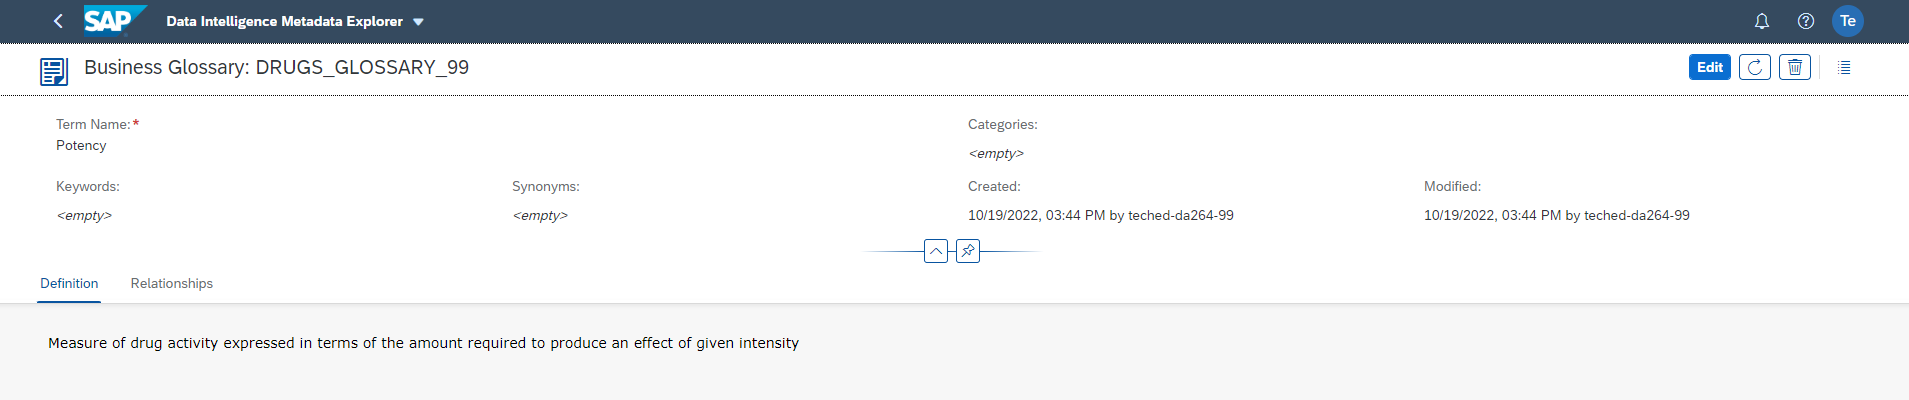 SAP Data Intelligence Metadata Explorer Te
Business Glossary: DRUGS_GLOSSARY_99 Edit
Term Name:* Categories:
Potency
<empty>
Keywords: Synonyms: Created: Modified:
<empty> <empty> 10/19/2022, 03:44 PM by teched-da264-99 10/19/2022, 03:44 PM by teched-da264-99
Definition Relationships
Measure of drug activity expressed in terms of the amount required to produce an effect of given intensity